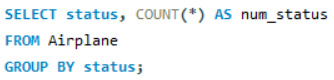 SELECT status, COUNT(*) AS num_status
FROM Airplane
GROUP BY status;